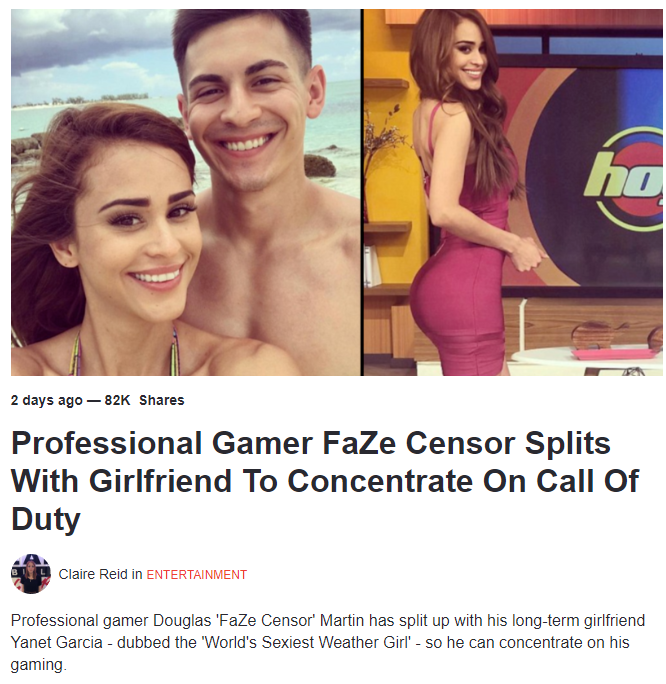 ho
2 days ago — 82K Shares
Professional Gamer FaZe Censor Splits
With Girlfriend To Concentrate On Call Of
Duty
Claire Reid in ENTERTAINMENT
Professional gamer Douglas 'FaZe Censor' Martin has split up with his long-term girlfriend
Yanet Garcia - dubbed the 'World's Sexiest Weather Girl' - so he can concentrate on his
gaming.